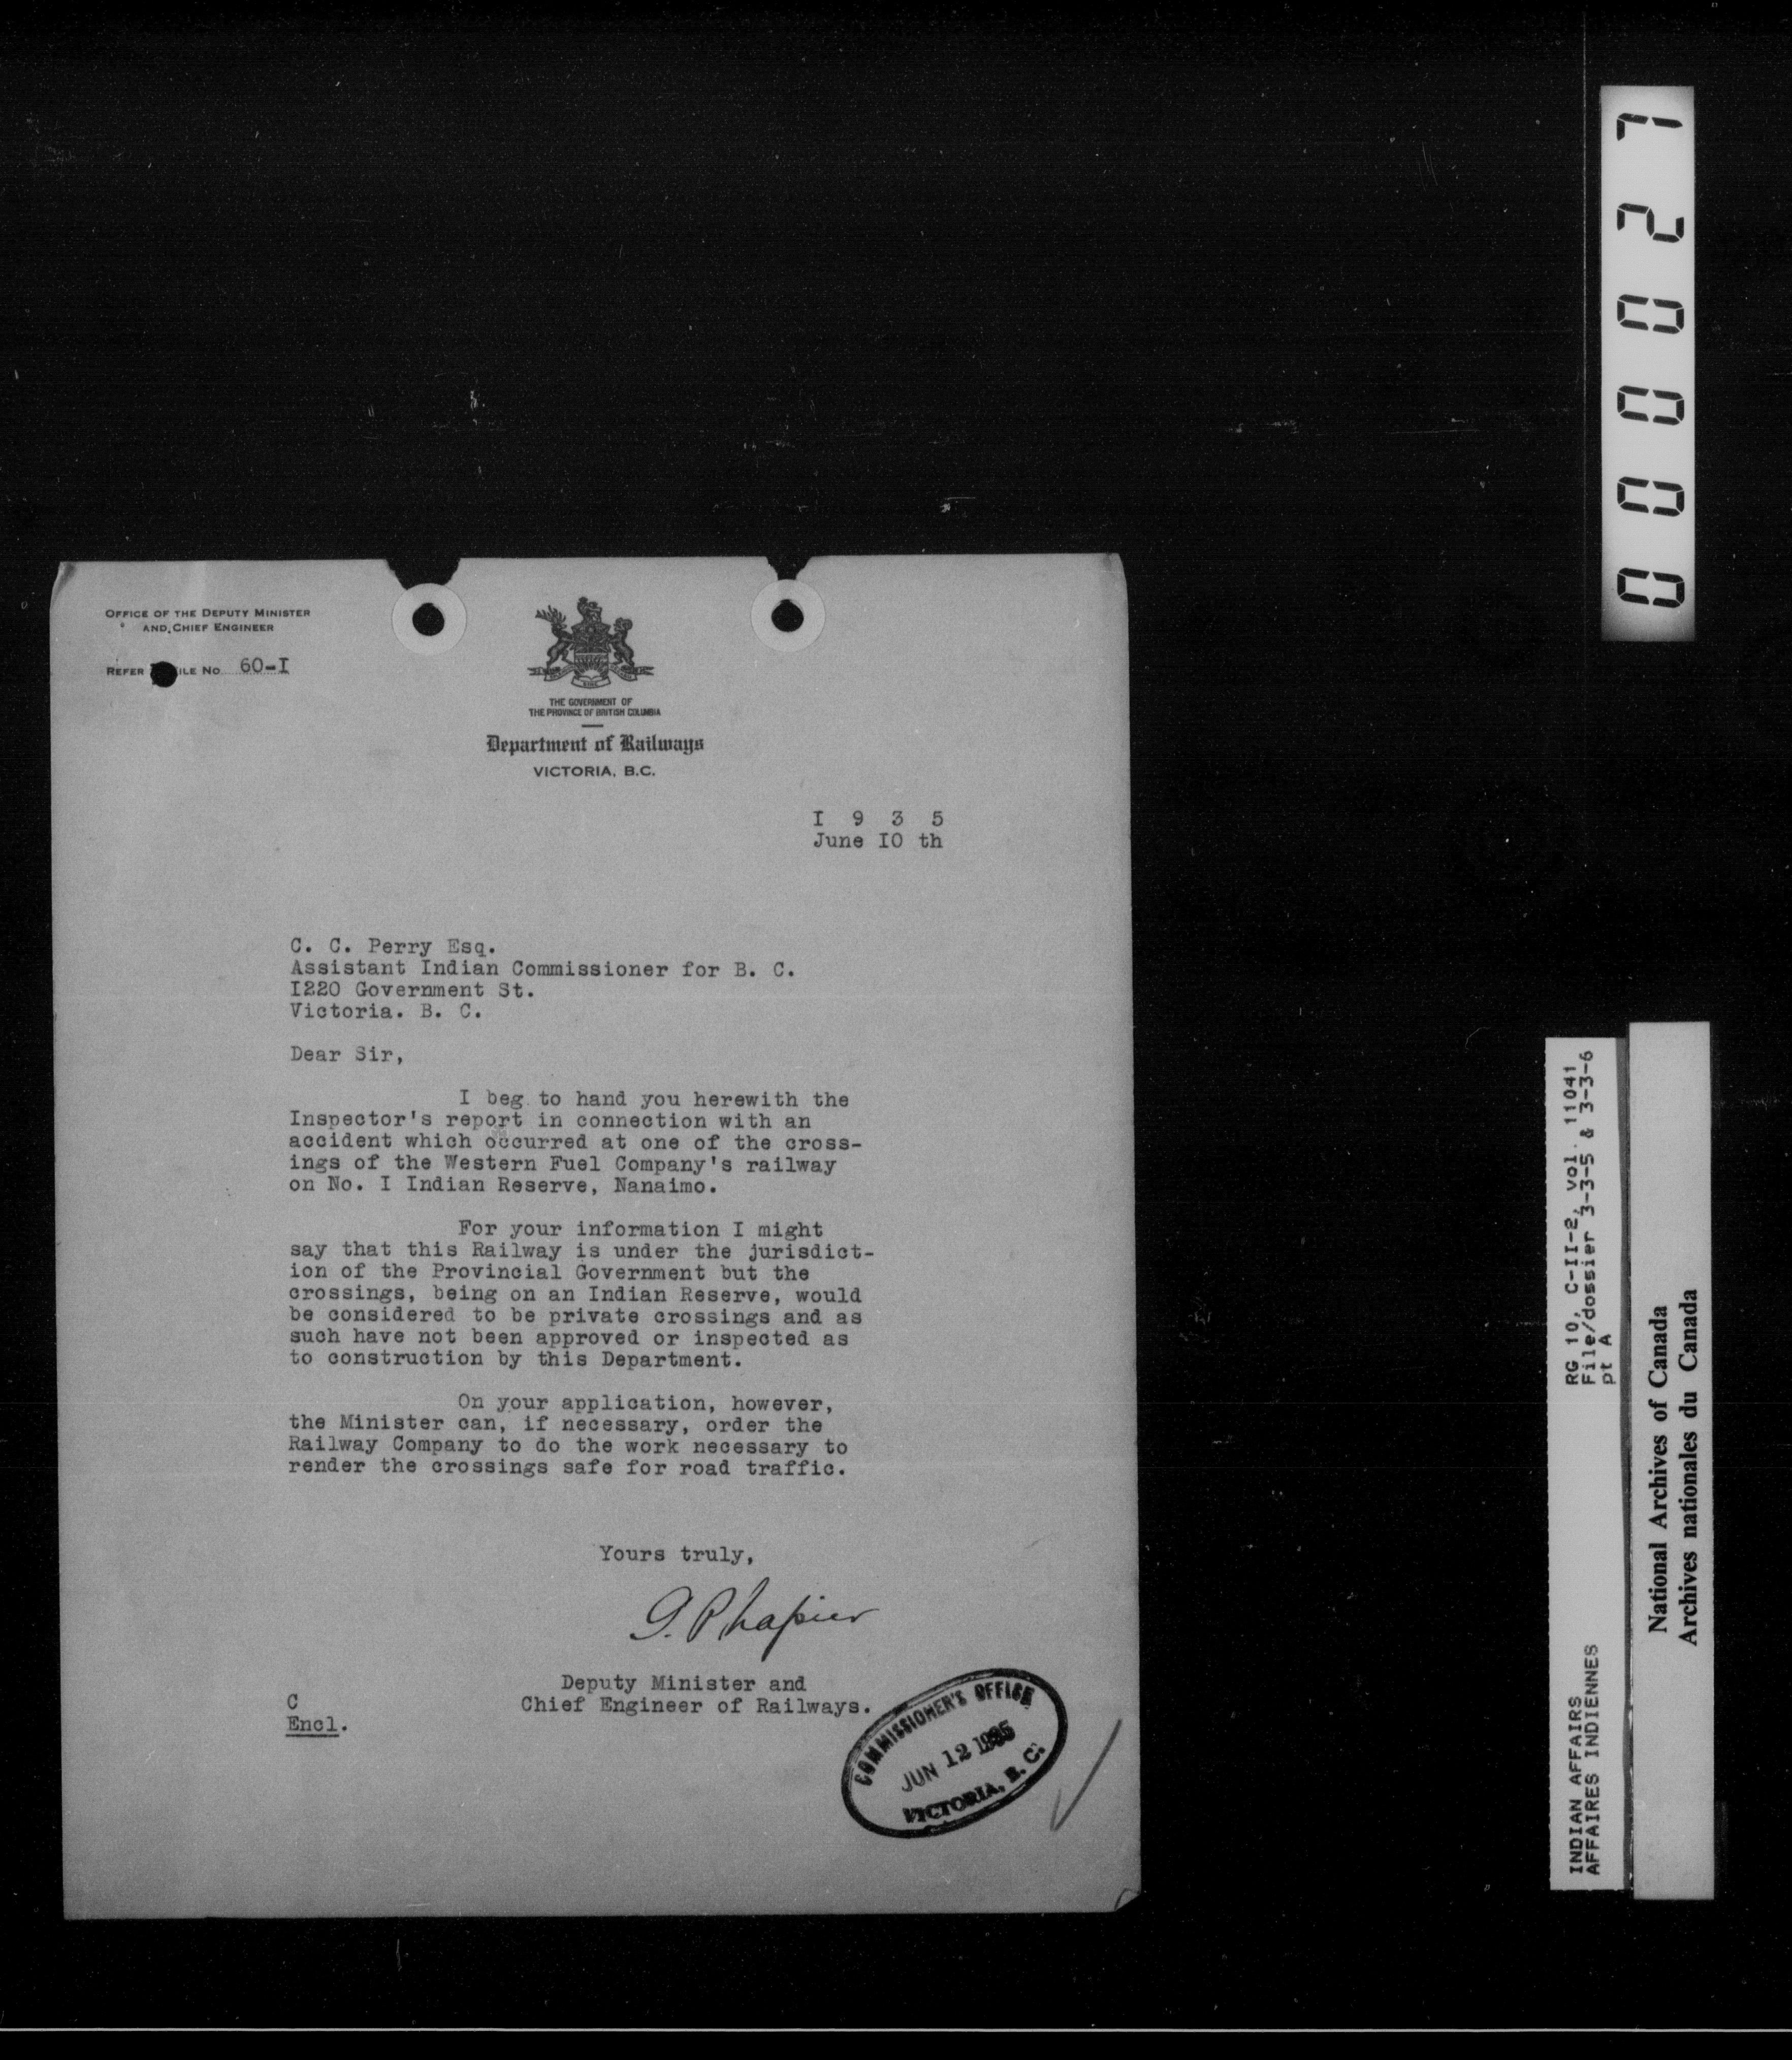 OFFICE OF THE DEPUTY MINISTER
AND CHIEF ENGINEER
REFER ILE NO 60-I
THE GOVERNMENT OF
THE PROVINCE OF BRITISH COLUMBIA
Department of Railways
VICTORIA, B.C.
I 9 3 5
June IO th
C. C. Perry Esq.
Assistant Indian Commissioner for B. C.
I220 Government St.
Victoria. B. C.
Dear Sir,
I beg to hand you herewith the
Inspector's report in connection with an
accident which occurred at one of the cross-
ings of the Western Fuel Company's railway
on No. I Indian Reserve, Nanaimo.
For your information I might
say that this Railway is under the jurisdict-
ion of the Provincial Government but the
crossings, being on an Indian Reserve, would
be considered to be private crossings and as
such have not been approved or inspected as
to construction by this Department.
On your application, however,
the Minister can, if necessary, order the
Railway Company to do the work necessary to
render the crossings safe for road traffic.
Yours truly,
Deputy Minister and
Chief Engineer of Railways.
C
Encl.
COMMISSIONER'S OFFICE
JUN 12 1935
VICTORIA, B. C.
000027
RG 10, C-II-2, vol. 11041
File/dossier 3-3-5 & 3-3-6
pt A
INDIAN AFFAIRS
AFFAIRES INDIENNES
National Archives of Canada
Archives nationales du Canada